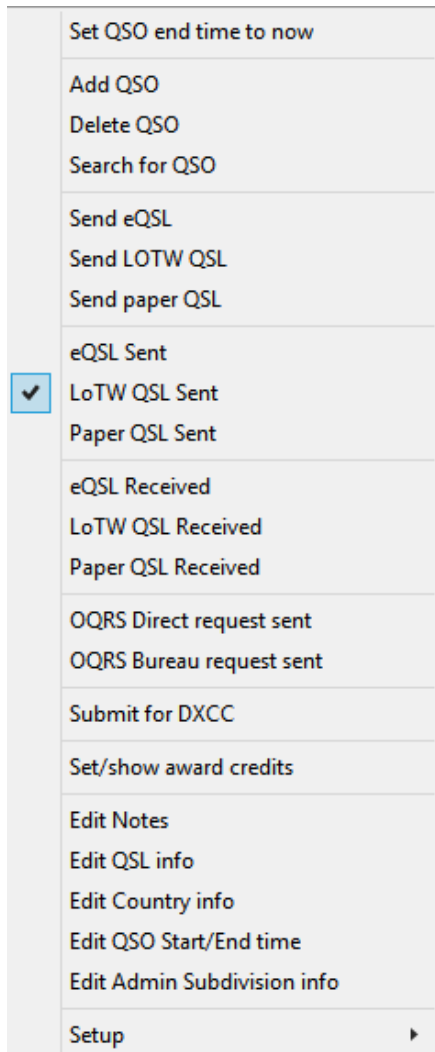 Set QSO end time to now
Add QSO
Delete QSO
Search for QSO
Send eQSL
Send LOTW QSL
Send paper QSL
eQSL Sent
LoTW QSL Sent
Paper QSL Sent
eQSL Received
LoTW QSL Received
Paper QSL Received
OQRS Direct request sent
OQRS Bureau request sent
Submit for DXCC
Set/show award credits
Edit Notes
Edit QSL info
Edit Country info
Edit QSO Start/End time
Edit Admin Subdivision info
Setup